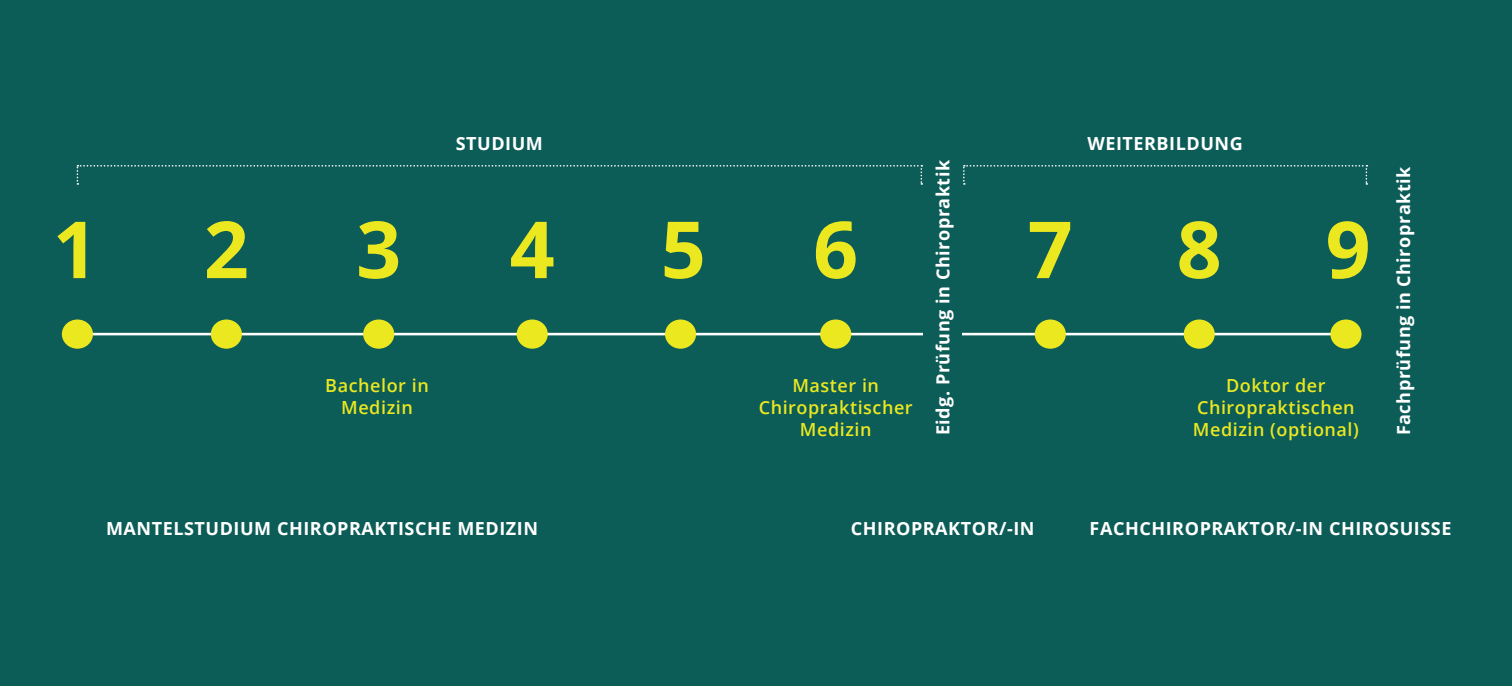 STUDIUM
WEITERBILDUNG
1 2 3 4 5 6 7 8 9
Eidg. Prüfung in Chiropraktik
Fachprüfung in Chiropraktik
Bachelor in
Medizin
Master in
Chiropraktischer
Medizin
Doktor der
Chiropraktischen
Medizin (optional)
MANTELSTUDIUM CHIROPRAKTISCHE MEDIZIN
CHIROPRAKTOR/-IN
FACHCHIROPRAKTOR/-IN CHIROSUISSE